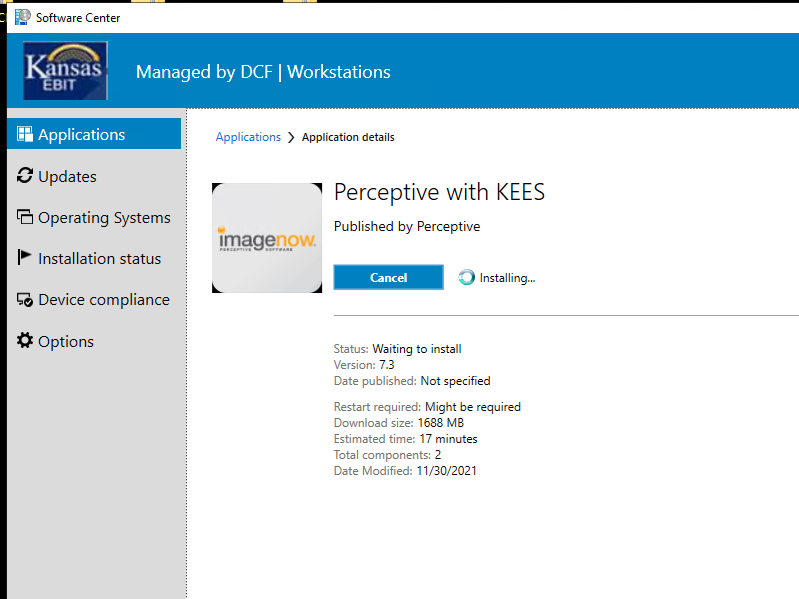 Software Center
Kansas
EBIT
Managed by DCF | Workstations
Applications
Updates
Operating Systems
Installation status
Device compliance
Options
Applications > Application details
imagenow.
PERCEPTIVE SOFTWARE
Perceptive with KEES
Published by Perceptive
Cancel
Installing...
Status: Waiting to install
Version: 7.3
Date published: Not specified
Restart required: Might be required
Download size: 1688 MB
Estimated time: 17 minutes
Total components: 2
Date Modified: 11/30/2021